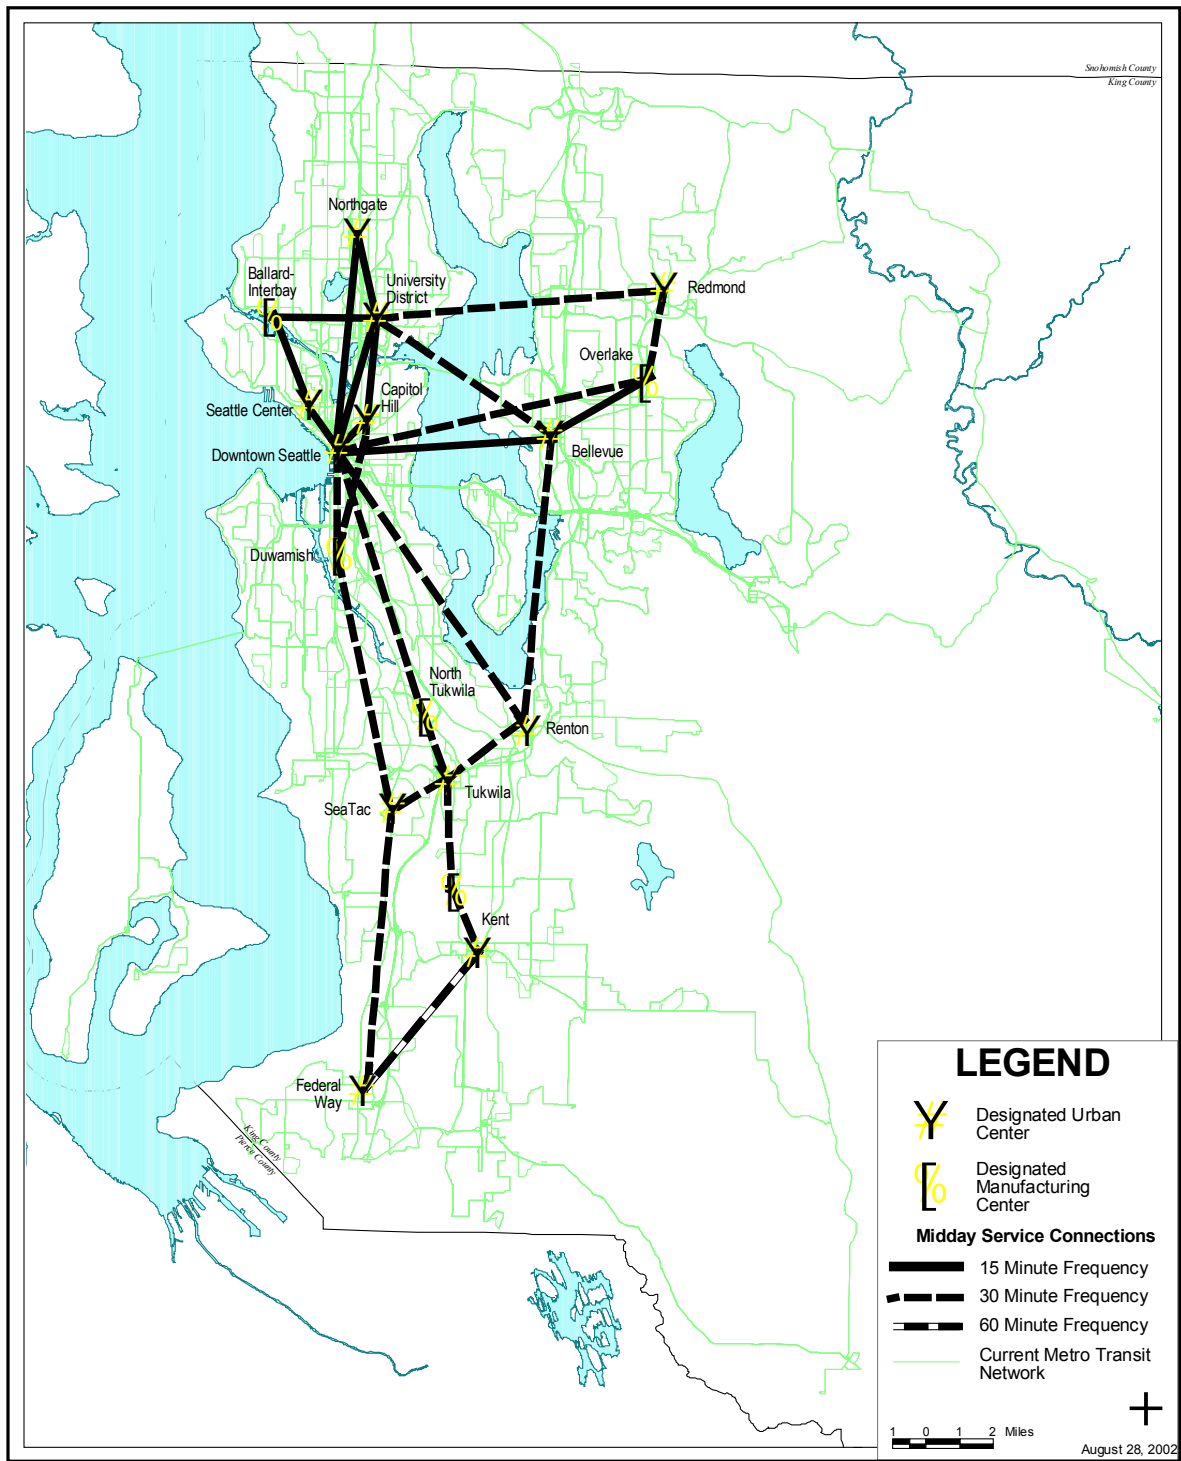 Snohomish County
King County
Northgate
Ballard-
Interbay
University
District
Redmond
Overlake
Capitol
Hill
Seattle Center
Downtown Seattle
Bellevue
Duwamish
North
Tukwila
Renton
Tukwila
SeaTac
Kent
Federal
Way
King County
Pierce County
LEGEND
Designated Urban
Center
Designated
Manufacturing
Center
Midday Service Connections
15 Minute Frequency
30 Minute Frequency
60 Minute Frequency
Current Metro Transit
Network
1 0 1 2 Miles
August 28, 2002